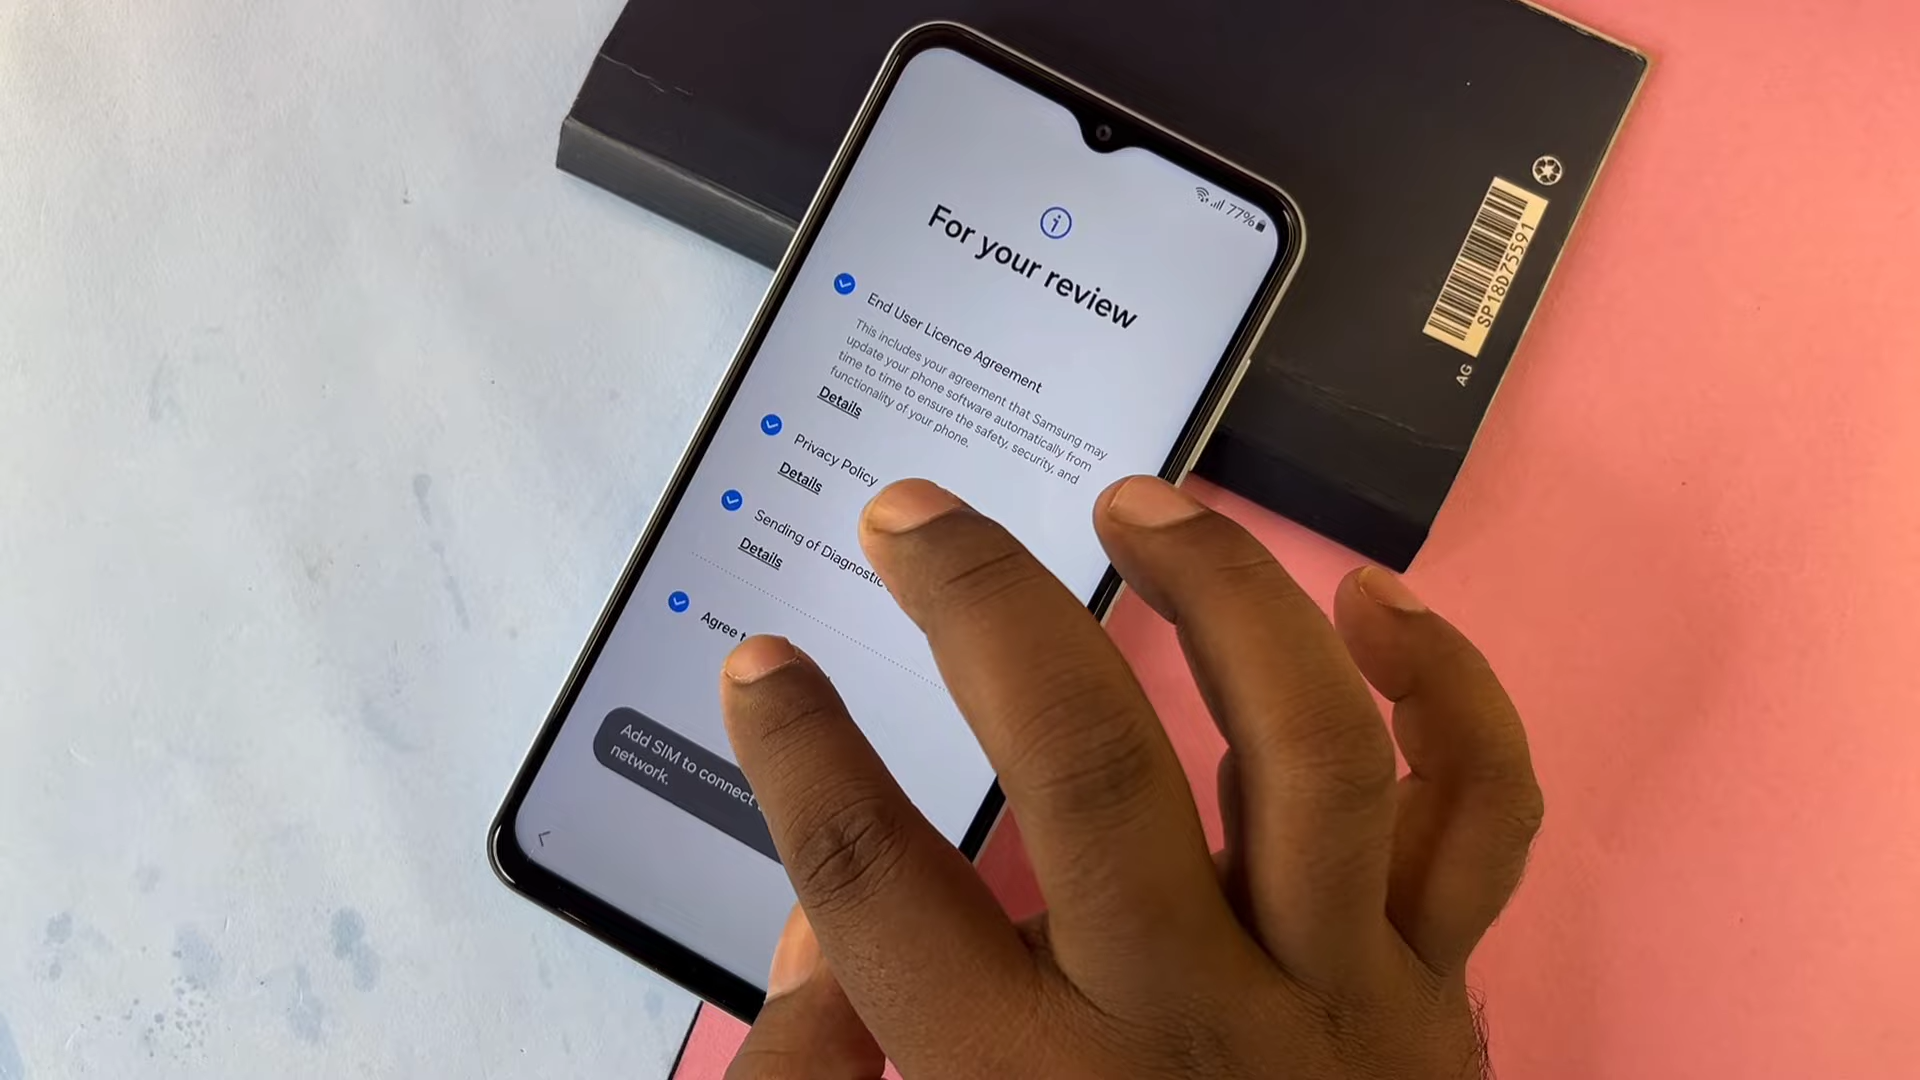 77%
For your review
End User Licence Agreement
This includes your agreement that Samsung may
update your phone software automatically from
time to time to ensure the safety, security, and
functionality of your phone.
Details
Privacy Policy
Details
Sending of Diagnostic
Details
Agree
Add SIM to connect
network.
SP18D75591
AG